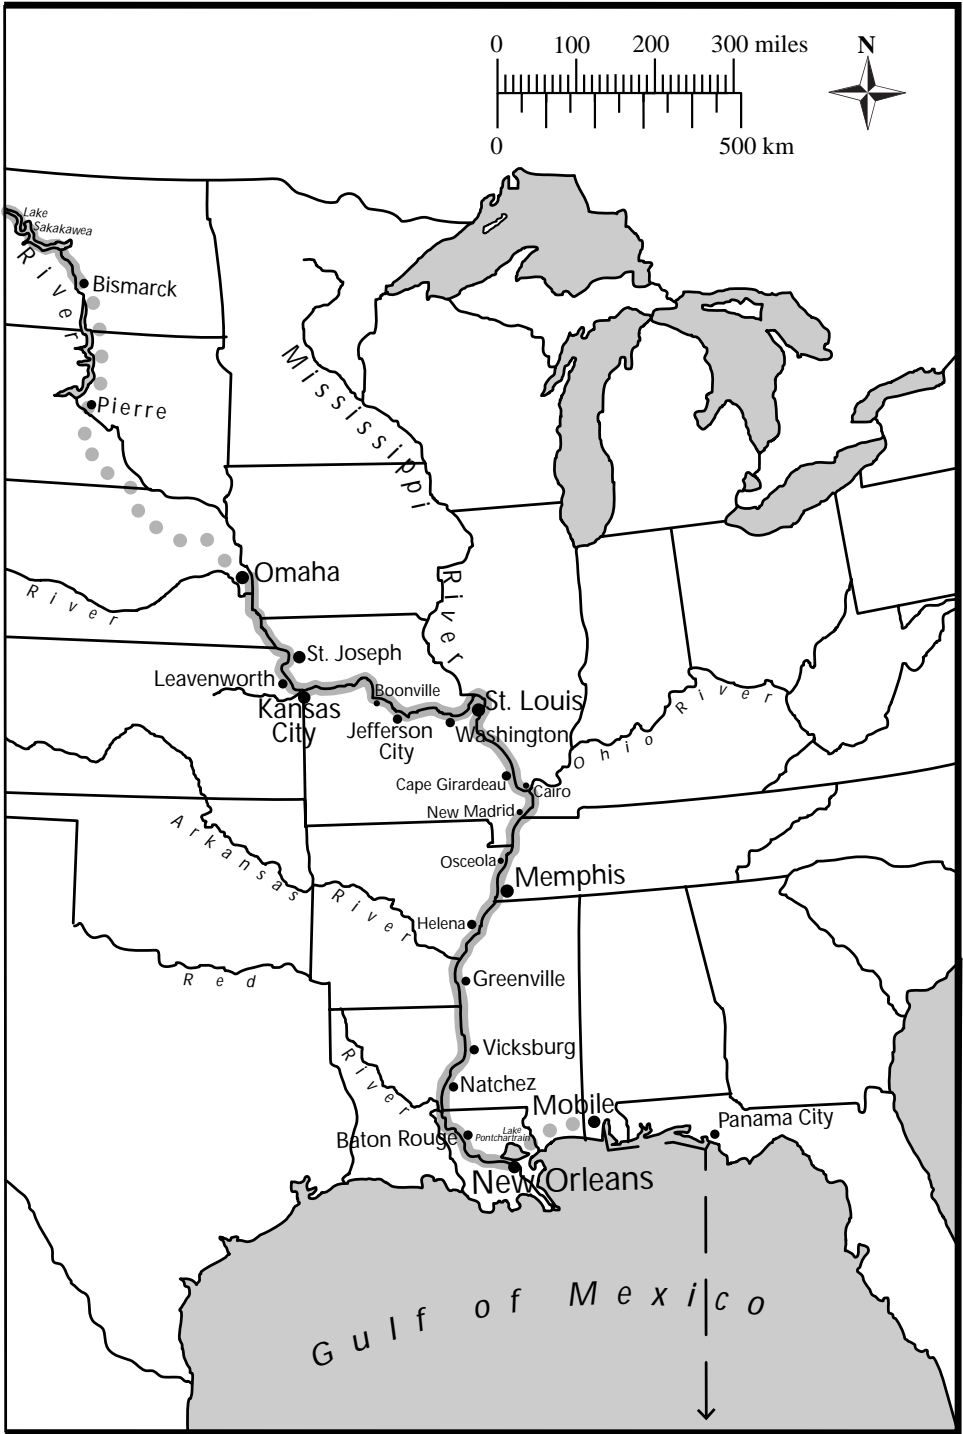 0 100 200 300 miles
N
0 500 km
Lake
Sakakawea
River
Bismarck
Mississippi
Pierre
Omaha
River
River
St. Joseph
Leavenworth
Boonville
Kansas
City
St. Louis
Jefferson
City
Washington
Ohio River
Cape Girardeau
Cairo
New Madrid
Arkansas
River
Osceola
Memphis
Helena
Red
River
Greenville
Vicksburg
Natchez
Mobile
Panama City
Baton Rouge
Lake
Pontchartrain
New Orleans
Gulf of Mexico